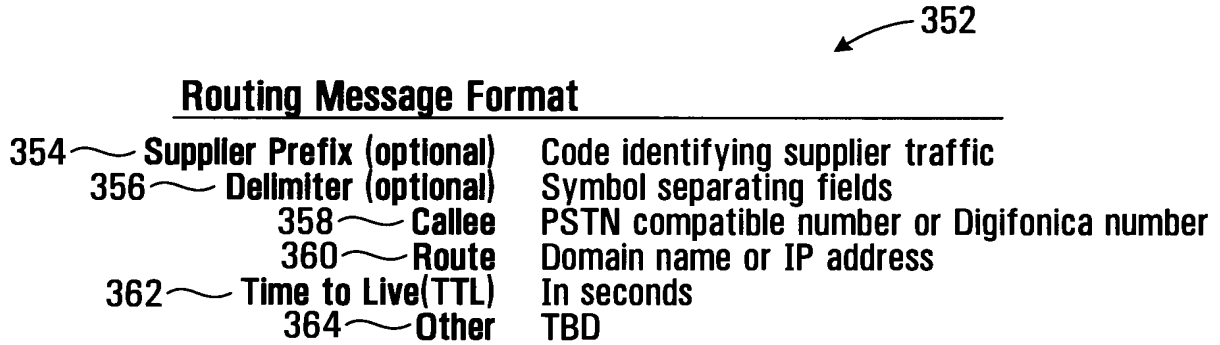 352
Routing Message Format
354 Supplier Prefix (optional) Code identifying supplier traffic
356 Delimiter (optional) Symbol separating fields
358 Callee PSTN compatible number or Digifonica number
360 Route Domain name or IP address
362 Time to Live(TTL) In seconds
364 Other TBD